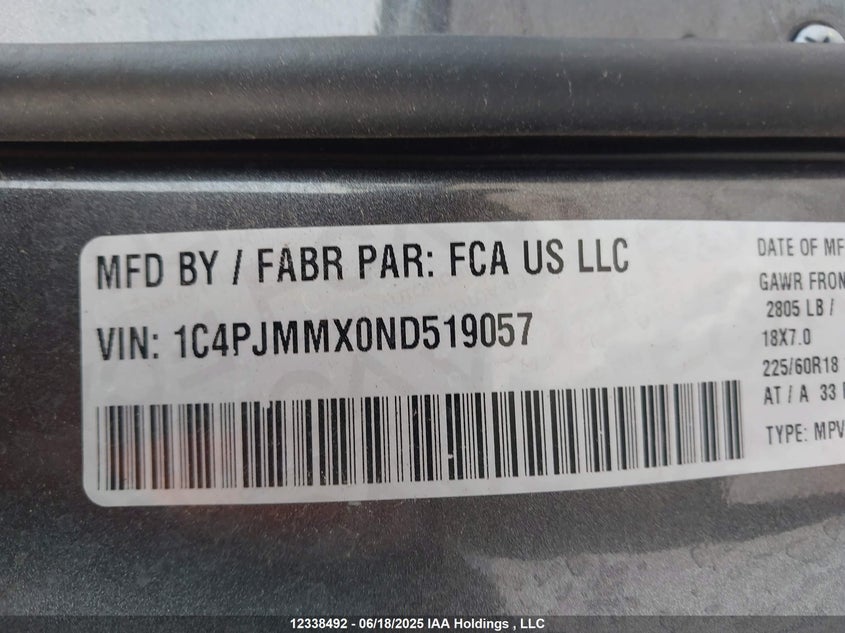 MFD BY / FABR PAR: FCA US LLC
VIN: 1C4PJMMX0ND519057
DATE OF MF
GAWR FRON
2805 LB /
18X7.0
225/60R18
AT / A 33
TYPE: MPV
12338492 - 06/18/2025 IAA Holdings , LLC